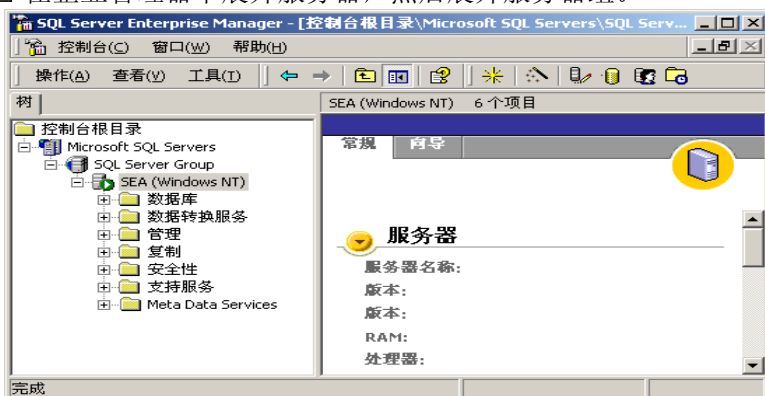 SQL Server Enterprise Manager - [控制台根目录\Microsoft SQL Servers\SQL Serv...
控制台(C) 窗口(W) 帮助(H)
操作(A) 查看(V) 工具(T)
树
SEA (Windows NT) 6 个项目
控制台根目录
Microsoft SQL Servers
SQL Server Group
SEA (Windows NT)
数据库
数据转换服务
管理
复制
安全性
支持服务
Meta Data Services
常规 向导
服务器
服务器名称:
版本:
版本:
RAM:
处理器:
完成